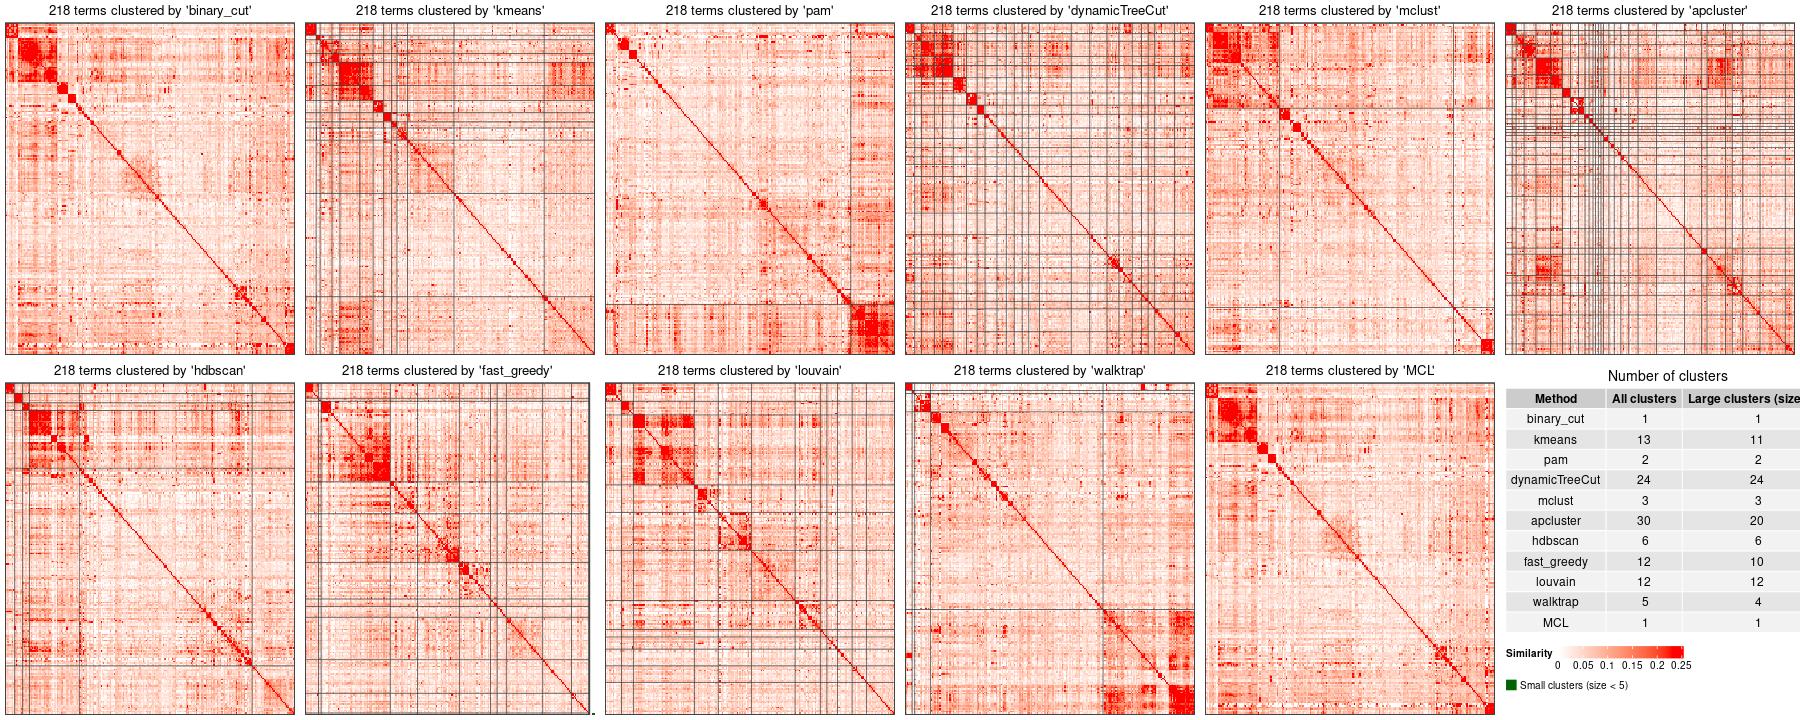 218 terms clustered by 'binary_cut'
218 terms clustered by 'kmeans'
218 terms clustered by 'pam'
218 terms clustered by 'dynamicTreeCut'
218 terms clustered by 'mclust'
218 terms clustered by 'apcluster'
218 terms clustered by 'hdbscan'
218 terms clustered by 'fast_greedy'
218 terms clustered by 'louvain'
218 terms clustered by 'walktrap'
218 terms clustered by 'MCL'
Number of clusters
Method All clusters Large clusters (size
binary_cut 1 1
kmeans 13 11
pam 2 2
dynamicTreeCut 24 24
mclust 3 3
apcluster 30 20
hdbscan 6 6
fast_greedy 12 10
louvain 12 12
walktrap 5 4
MCL 1 1
Similarity
0 0.05 0.1 0.15 0.2 0.25
Small clusters (size < 5)